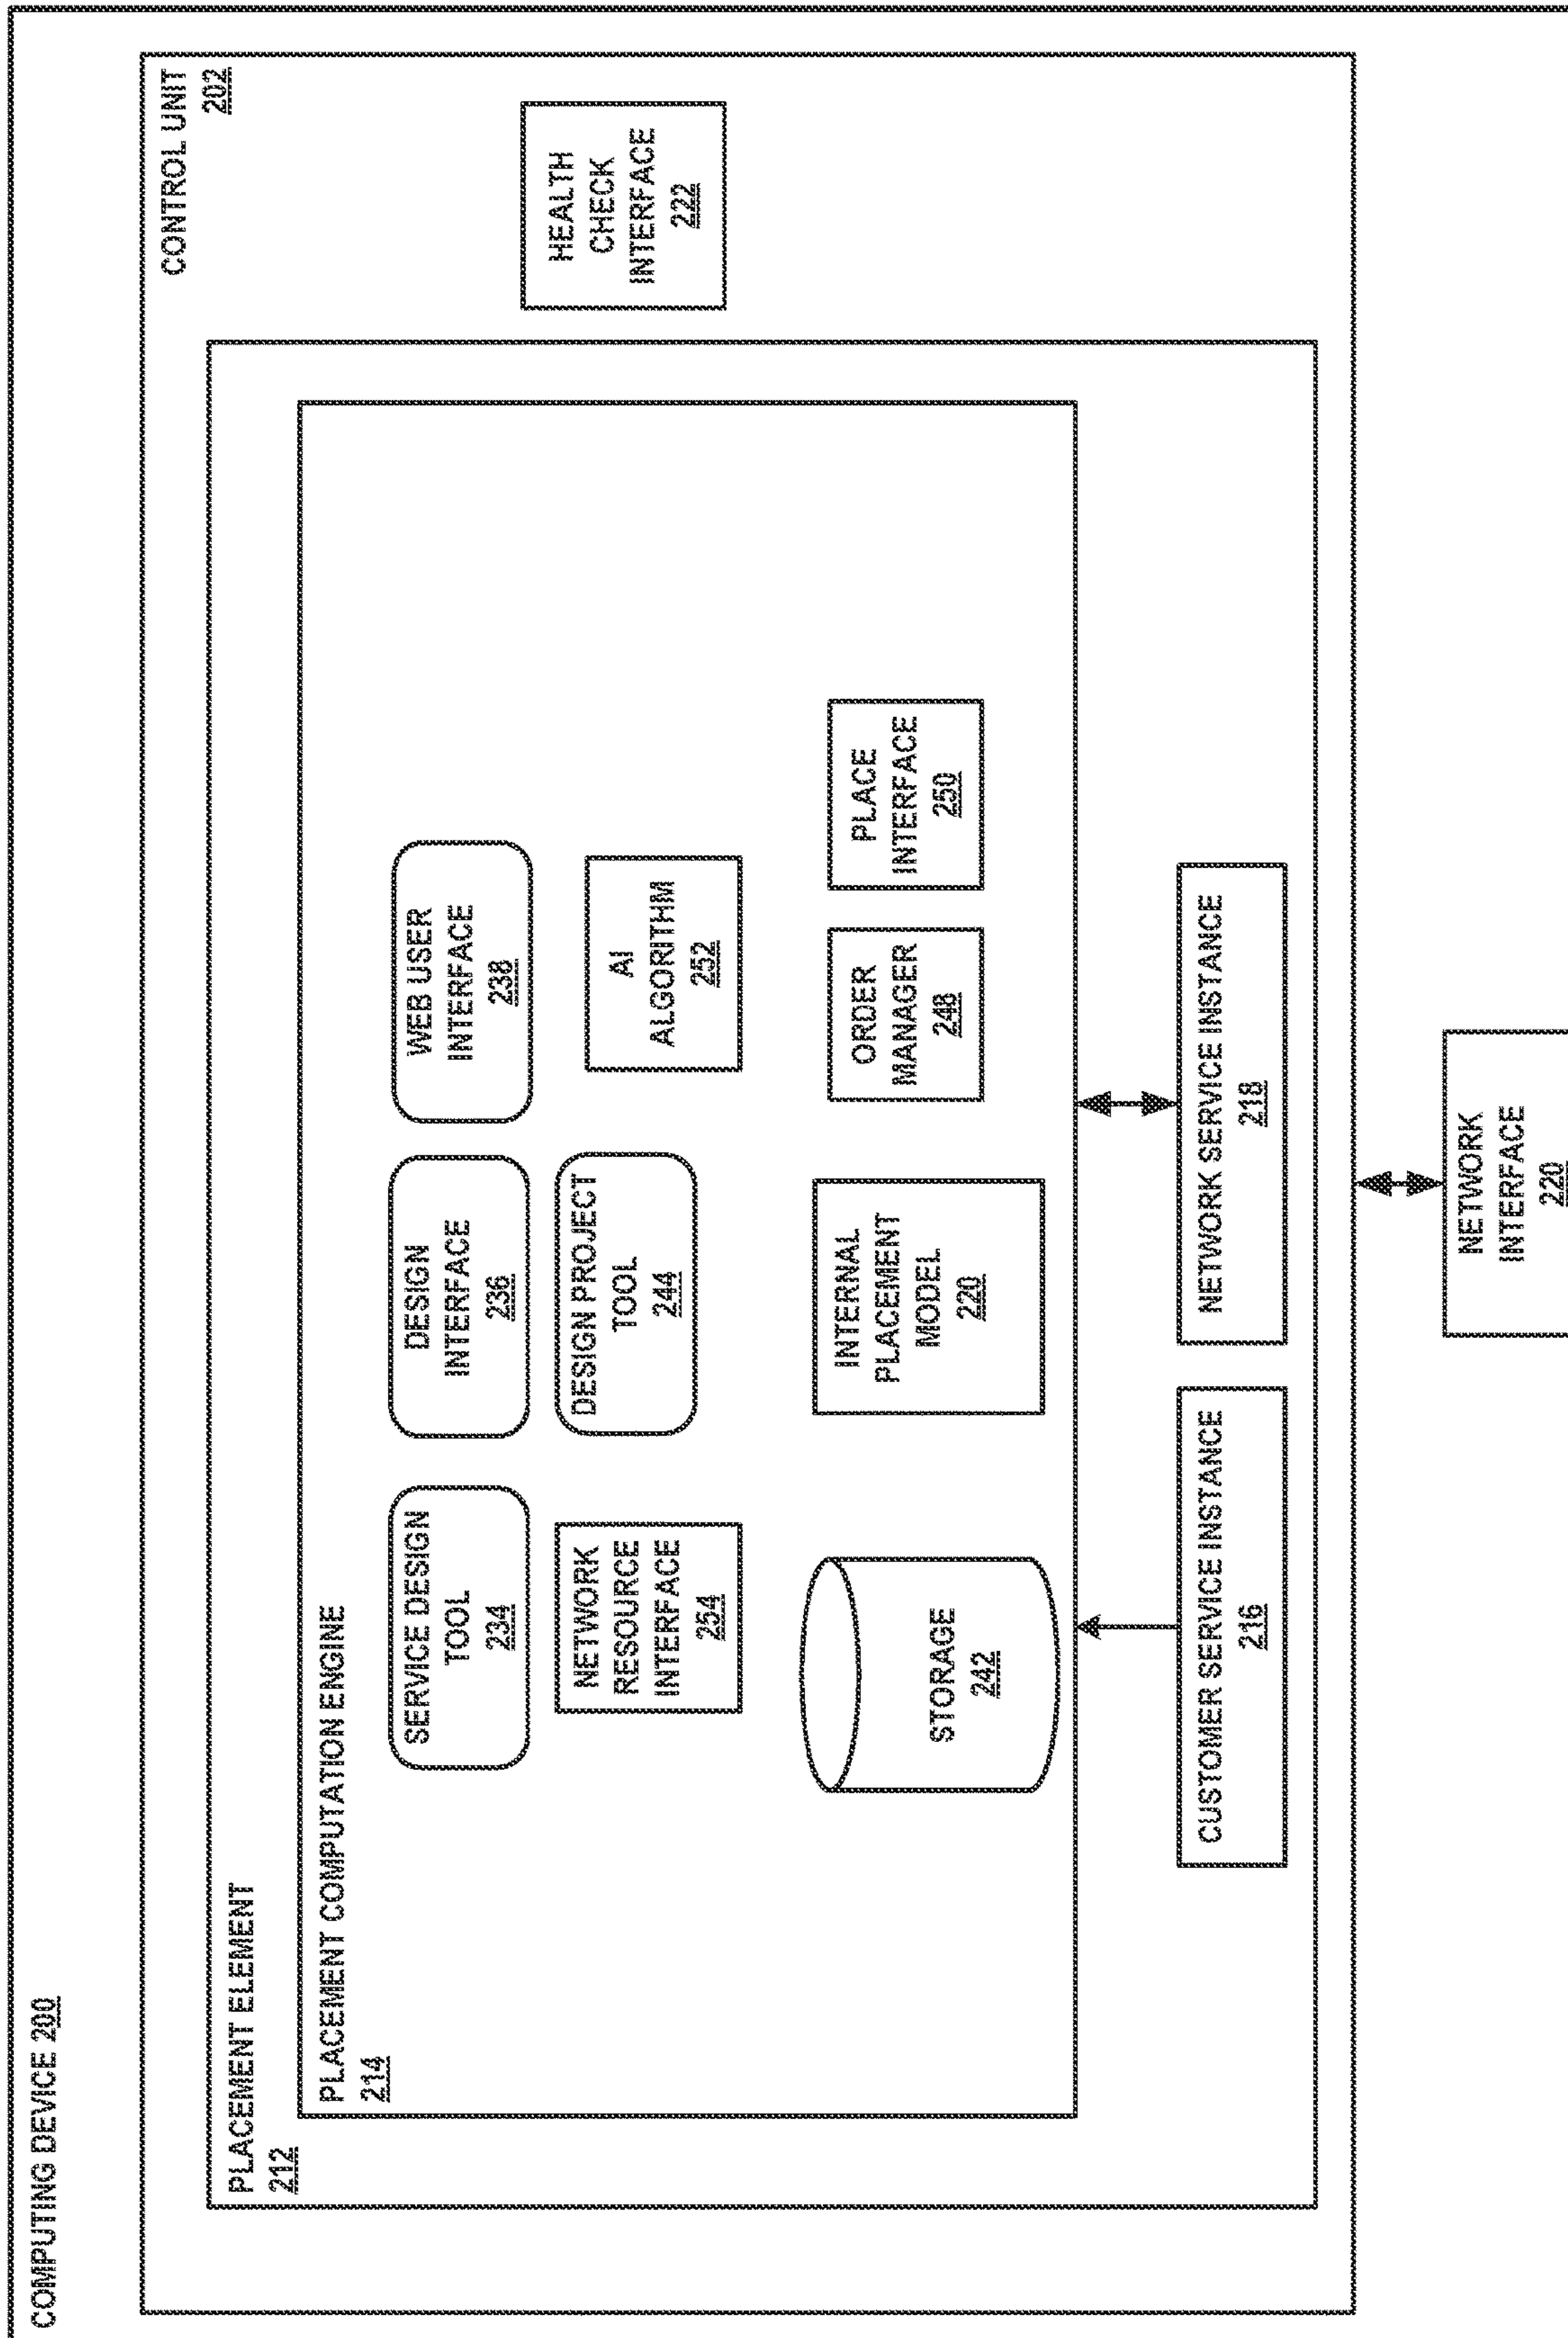 COMPUTING DEVICE 200
CONTROL UNIT
202
PLACEMENT ELEMENT
212
HEALTH
CHECK
INTERFACE
222
PLACEMENT COMPUTATION ENGINE
214
SERVICE DESIGN
TOOL
234
DESIGN
INTERFACE
236
WEB USER
INTERFACE
238
NETWORK
RESOURCE
INTERFACE
254
DESIGN PROJECT
TOOL
244
AI
ALGORITHM
252
STORAGE
242
INTERNAL
PLACEMENT
MODEL
220
ORDER
MANAGER
248
PLACE
INTERFACE
250
CUSTOMER SERVICE INSTANCE
216
NETWORK SERVICE INSTANCE
218
NETWORK
INTERFACE
220